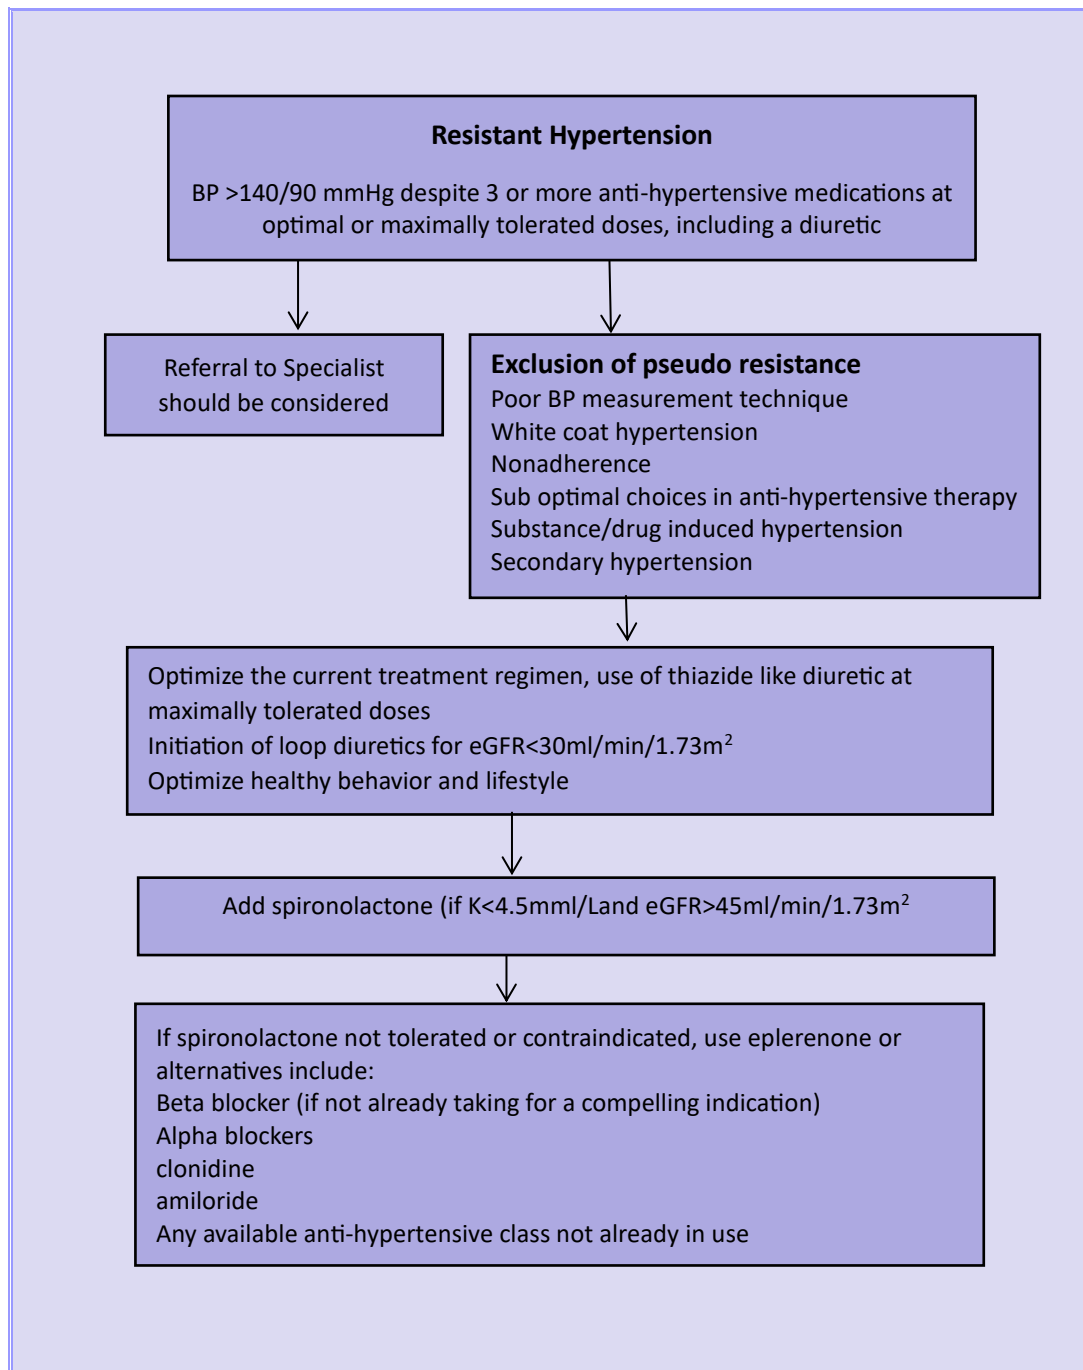 Resistant Hypertension
BP >140/90 mmHg despite 3 or more anti-hypertensive medications at
optimal or maximally tolerated doses, including a diuretic
Referral to Specialist
should be considered
Exclusion of pseudo resistance
Poor BP measurement technique
White coat hypertension
Nonadherence
Sub optimal choices in anti-hypertensive therapy
Substance/drug induced hypertension
Secondary hypertension
Optimize the current treatment regimen, use of thiazide like diuretic at
maximally tolerated doses
Initiation of loop diuretics for eGFR<30ml/min/1.73m²
Optimize healthy behavior and lifestyle
Add spironolactone (if K<4.5mml/Land eGFR>45ml/min/1.73m²
If spironolactone not tolerated or contraindicated, use eplerenone or
alternatives include:
Beta blocker (if not already taking for a compelling indication)
Alpha blockers
clonidine
amiloride
Any available anti-hypertensive class not already in use